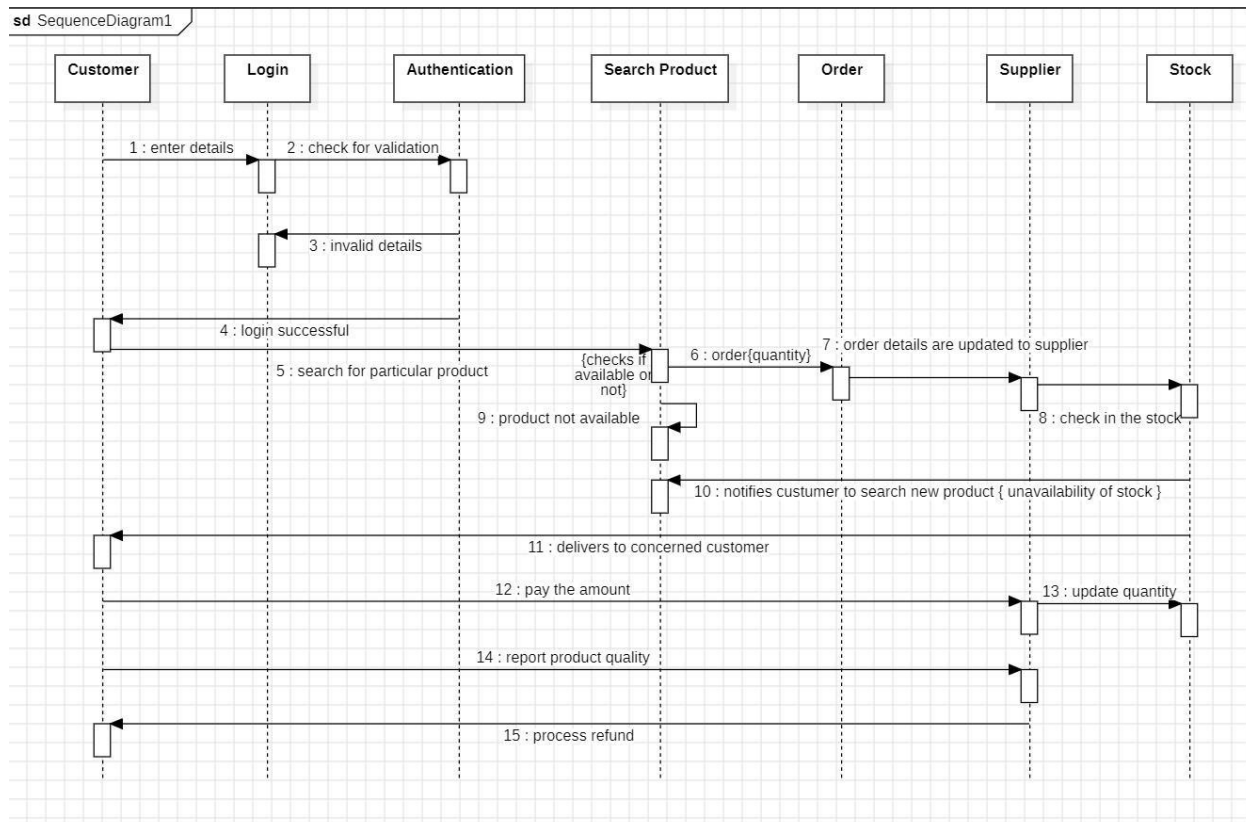 sd SequenceDiagram1
Customer
Login
Authentication
Search Product
Order
Supplier
Stock
1 : enter details
2 : check for validation
3 : invalid details
4 : login successful
5 : search for particular product
{checks if
available or
not}
6 : order{quantity}
7 : order details are updated to supplier
8 : check in the stock
9 : product not available
10 : notifies custumer to search new product { unavailability of stock }
11 : delivers to concerned customer
12 : pay the amount
13 : update quantity
14 : report product quality
15 : process refund